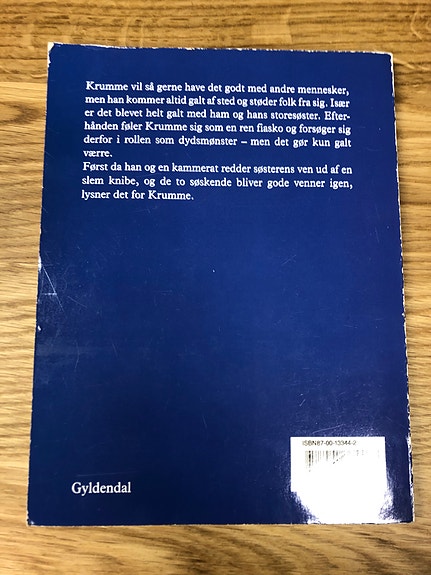 Krumme vil så gerne have det godt med andre mennesker,
men han kommer altid galt af sted og støder folk fra sig. Især
er det blevet helt galt med ham og hans storesøster. Efter-
hånden føler Krumme sig som en ren fiasko og forsøger sig
derfor i rollen som dydsmønster – men det gør kun galt
værre.
Først da han og en kammerat redder søsterens ven ud af en
slem knibe, og de to søskende bliver gode venner igen,
lysner det for Krumme.
ISBN87-00-13344-2
Gyldendal